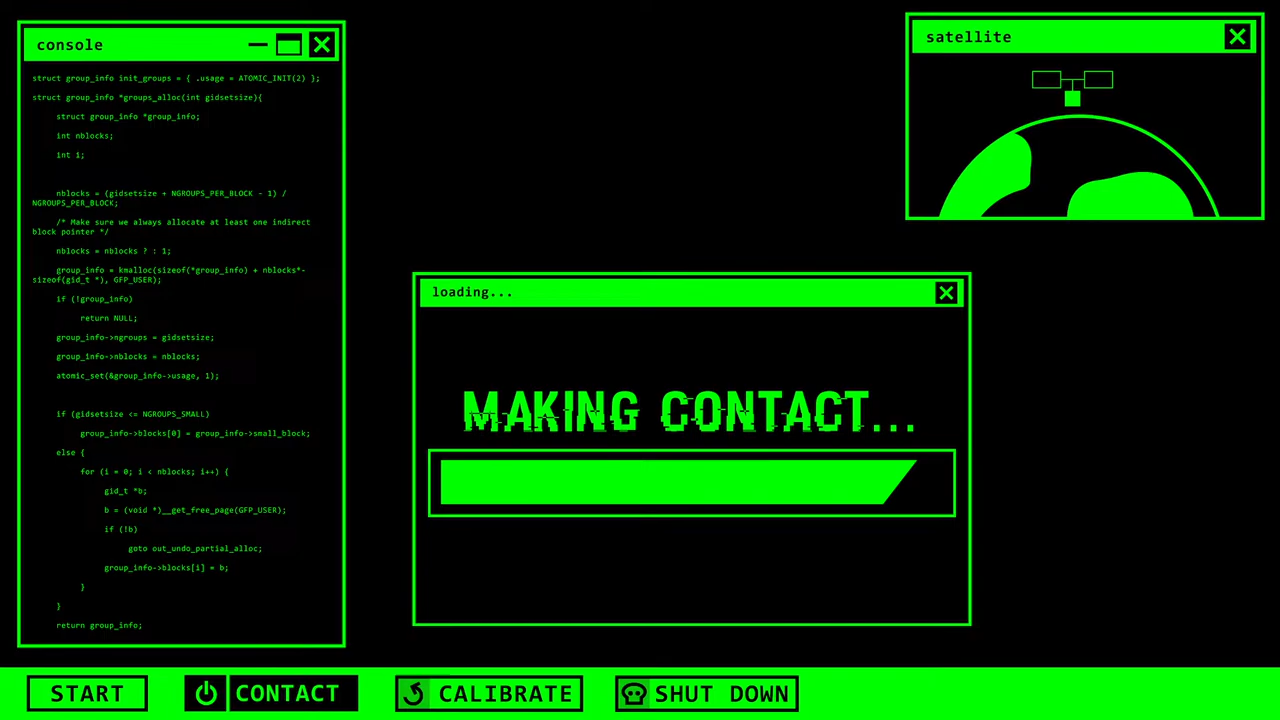 console
struct group_info init_groups = { .usage = ATOMIC_INIT(2) };
struct group_info *groups_alloc(int gidsetsize){
struct group_info *group_info;
int nblocks;
int i;
nblocks = (gidsetsize + NGROUPS_PER_BLOCK - 1) /
NGROUPS_PER_BLOCK;
/* Make sure we always allocate at least one indirect
block pointer */
nblocks = nblocks ? : 1;
group_info = kmalloc(sizeof(*group_info) + nblocks*-
sizeof(gid_t *), GFP_USER);
if (!group_info)
return NULL;
group_info->ngroups = gidsetsize;
group_info->nblocks = nblocks;
atomic_set(&group_info->usage, 1);
if (gidsetsize <= NGROUPS_SMALL)
group_info->blocks[0] = group_info->small_block;
else {
for (i = 0; i < nblocks; i++) {
gid_t *b;
b = (void *)__get_free_page(GFP_USER);
if (!b)
goto out_undo_partial_alloc;
group_info->blocks[i] = b;
}
}
return group_info;
satellite
loading...
MAKING CONTACT...
START
CONTACT
CALIBRATE
SHUT DOWN